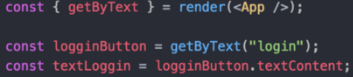 const { getByText } = render(<App />);
const logginButton = getByText("login");
const textLoggin = logginButton.textContent;